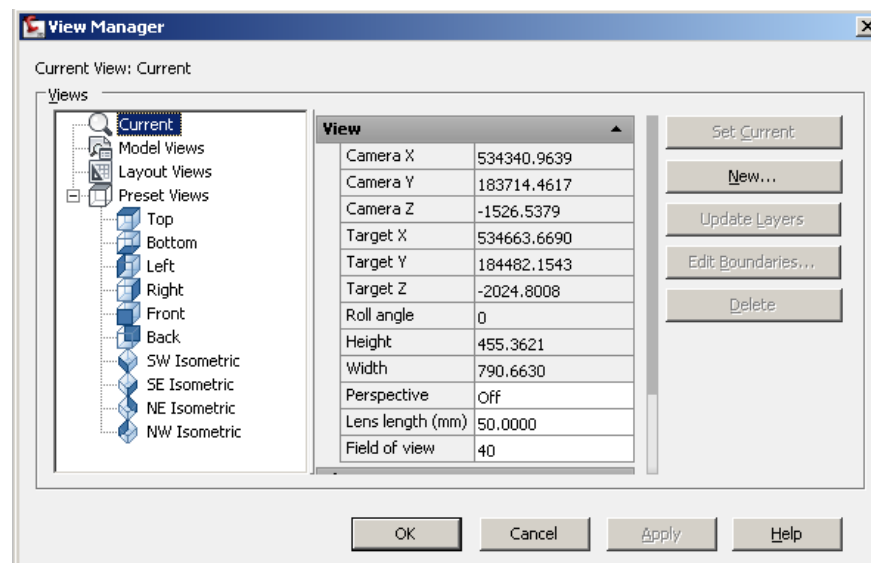 View Manager
Current View: Current
Views
Current
Model Views
Layout Views
Preset Views
Top
Bottom
Left
Right
Front
Back
SW Isometric
SE Isometric
NE Isometric
NW Isometric
View
Camera X 534340.9639
Camera Y 183714.4617
Camera Z -1526.5379
Target X 534663.6690
Target Y 184482.1543
Target Z -2024.8008
Roll angle 0
Height 455.3621
Width 790.6630
Perspective Off
Lens length (mm) 50.0000
Field of view 40
Set Current
New...
Update Layers
Edit Boundaries...
Delete
OK Cancel Apply Help